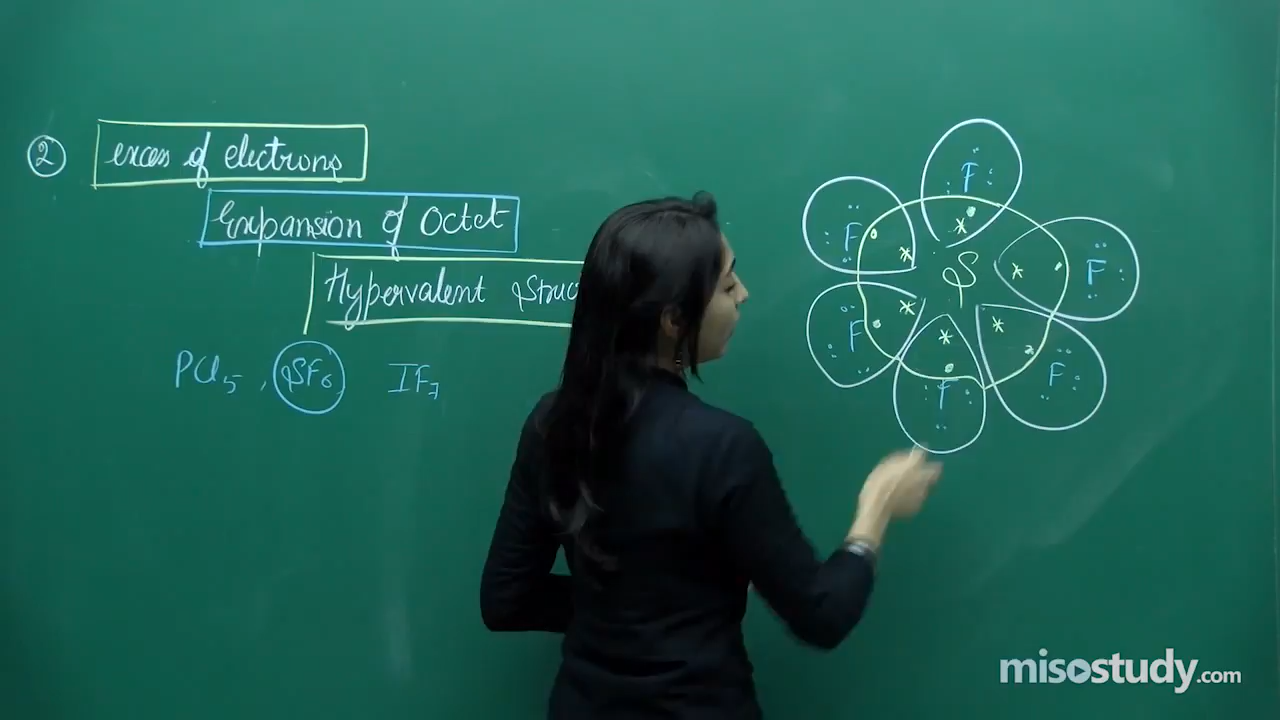 ② excess of electrons
Expansion of Octet
Hypervalent
PCl₅, SF₆ IF₇
F
F
F
F
F
F
S
misostudy.com